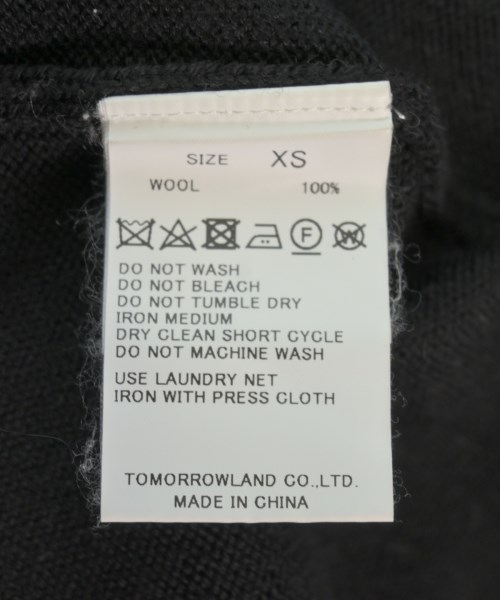 SIZE XS
WOOL 100%
F W
DO NOT WASH
DO NOT BLEACH
DO NOT TUMBLE DRY
IRON MEDIUM
DRY CLEAN SHORT CYCLE
DO NOT MACHINE WASH
USE LAUNDRY NET
IRON WITH PRESS CLOTH
TOMORROWLAND CO.,LTD.
MADE IN CHINA